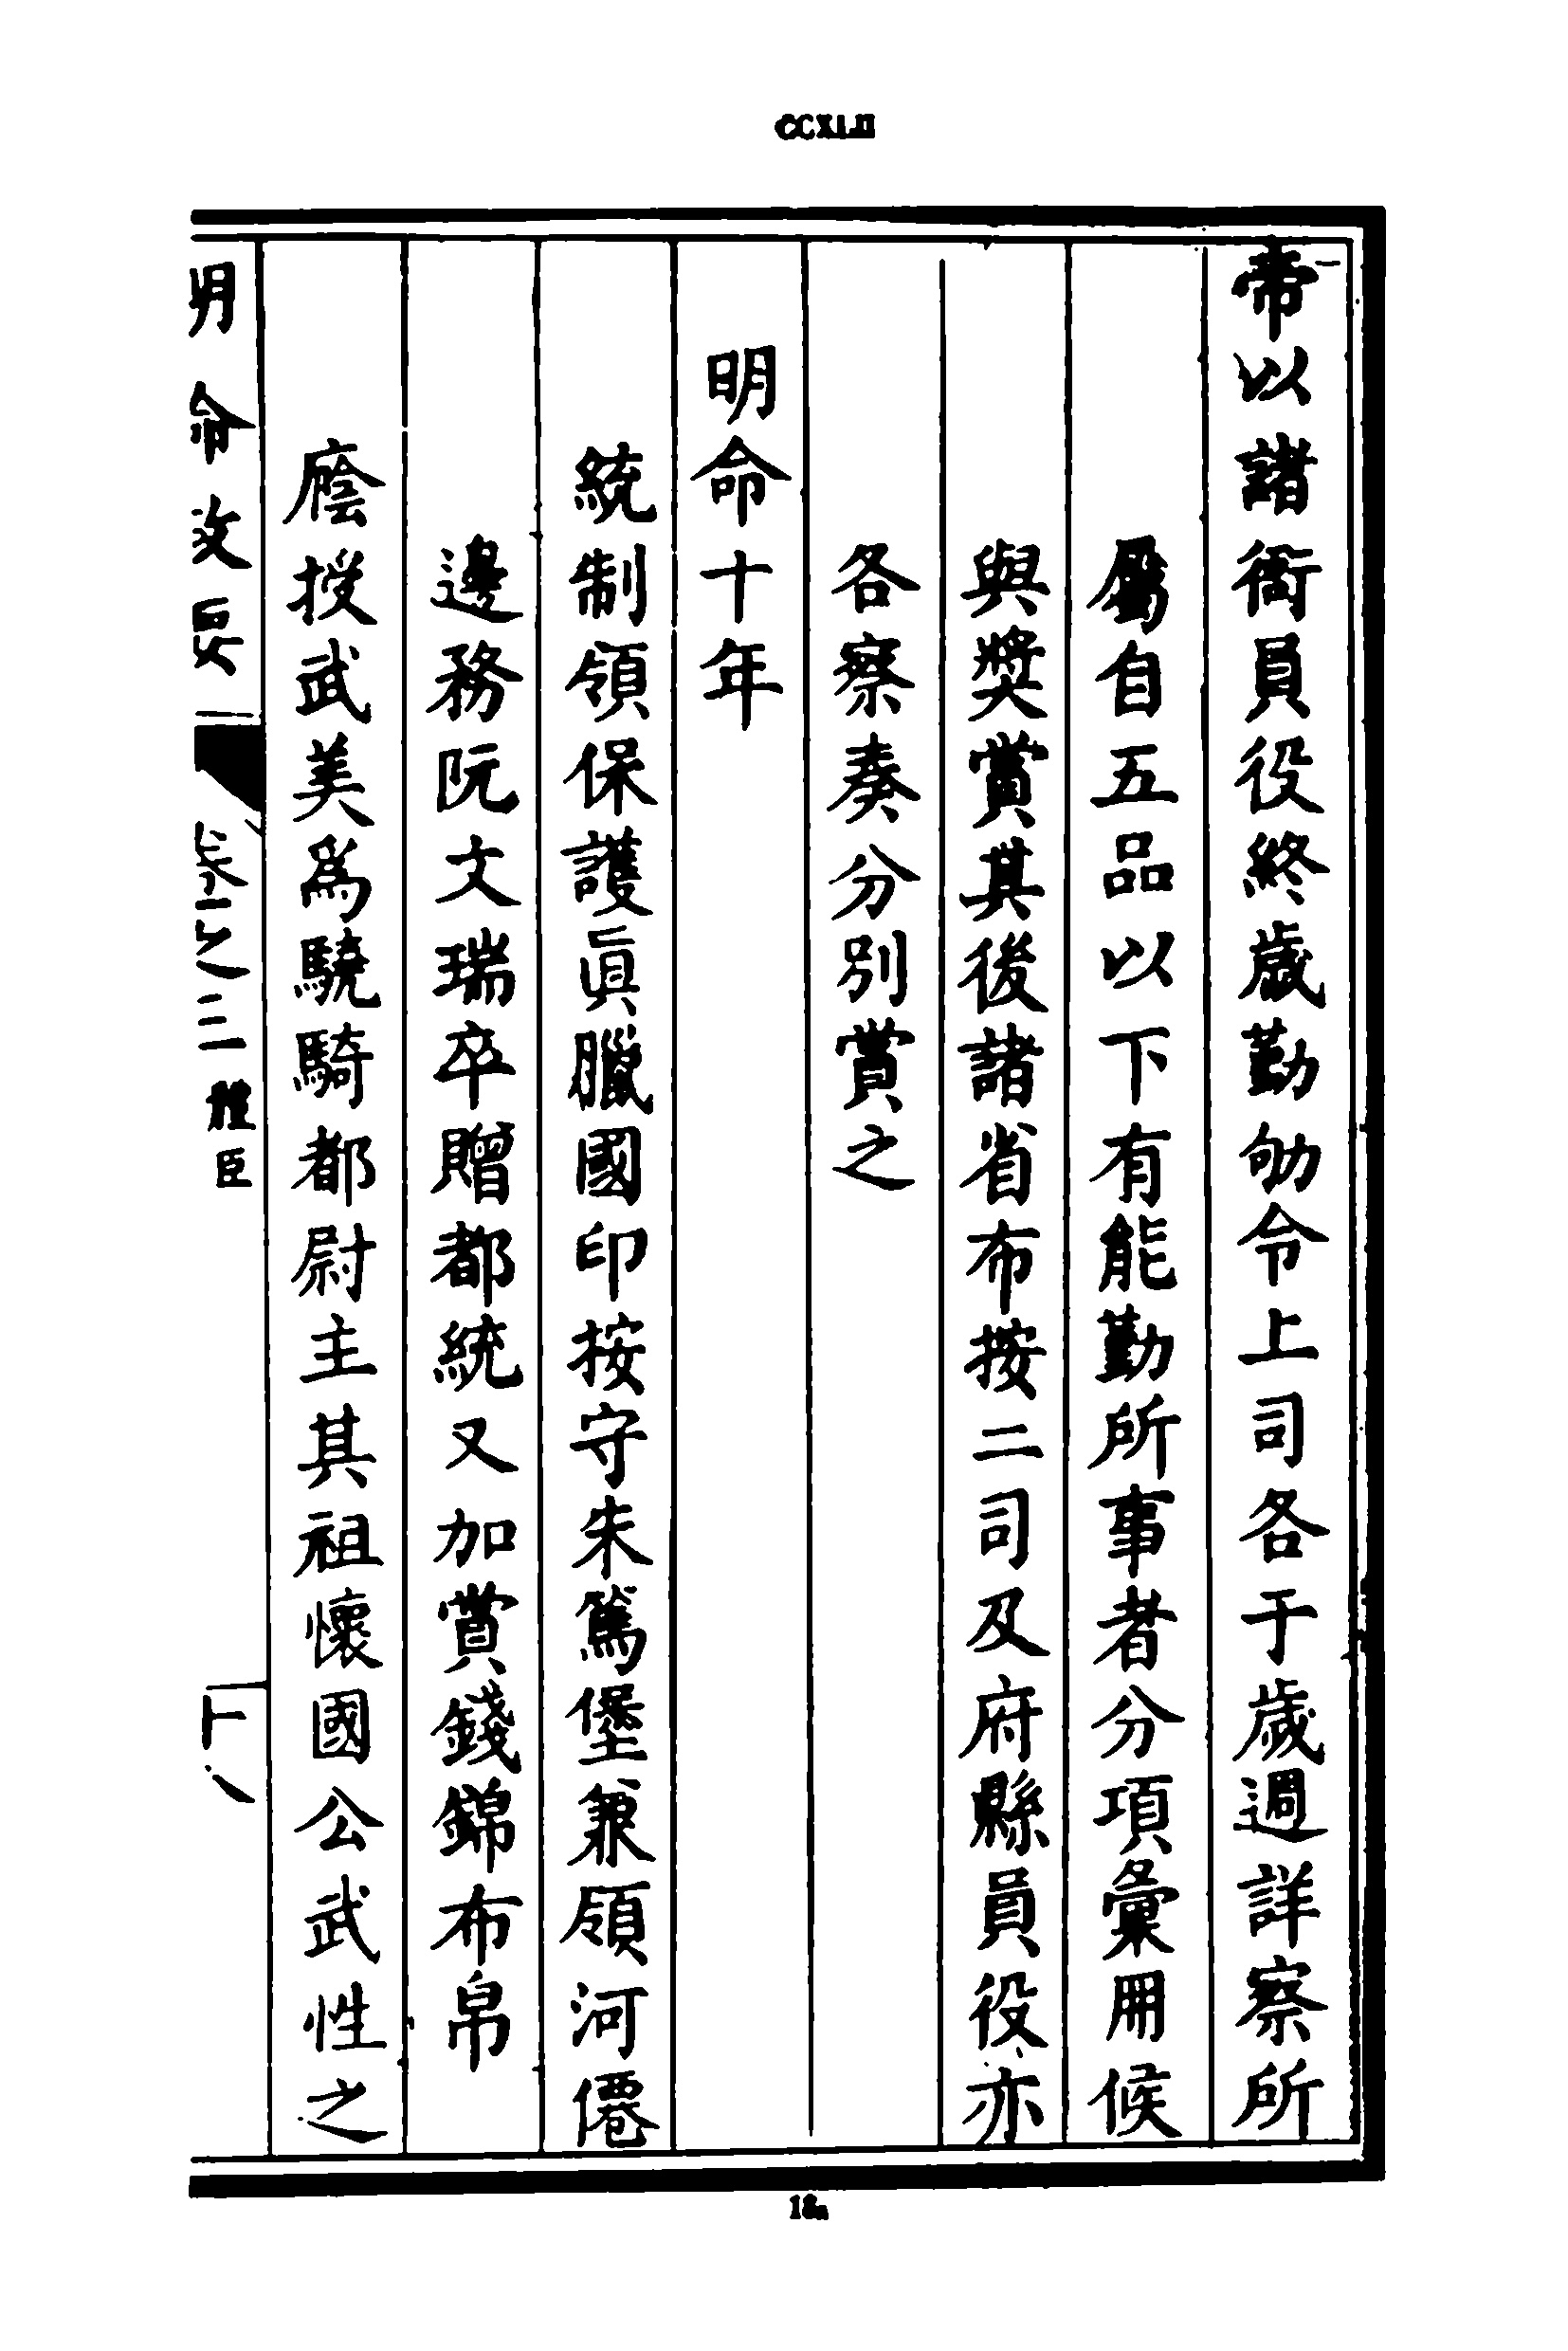 CCXLII
帝以諸衙員役終歲勤劬令上司各于歲週詳察所
屬自五品以下有能勤所事者分項彙冊候
與奬賞其後諸省布按二司及府縣員役亦
各察奏分別賞之
明命十年
統制領保護眞臘國印按守朱篤堡兼領河僊
邊務阮文瑞卒贈都統又加賞錢錦布帛
廕授武美爲驍騎都尉主其祖懷國公武性之
明命政要
卷之三 體臣
十八
18a